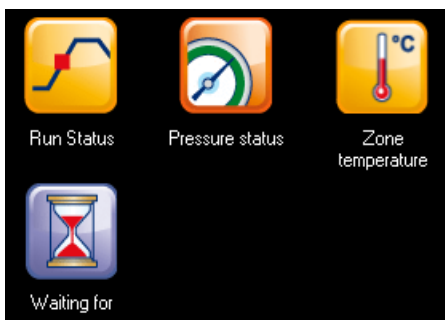 °C
Run Status
Pressure status
Zone
temperature
Waiting for